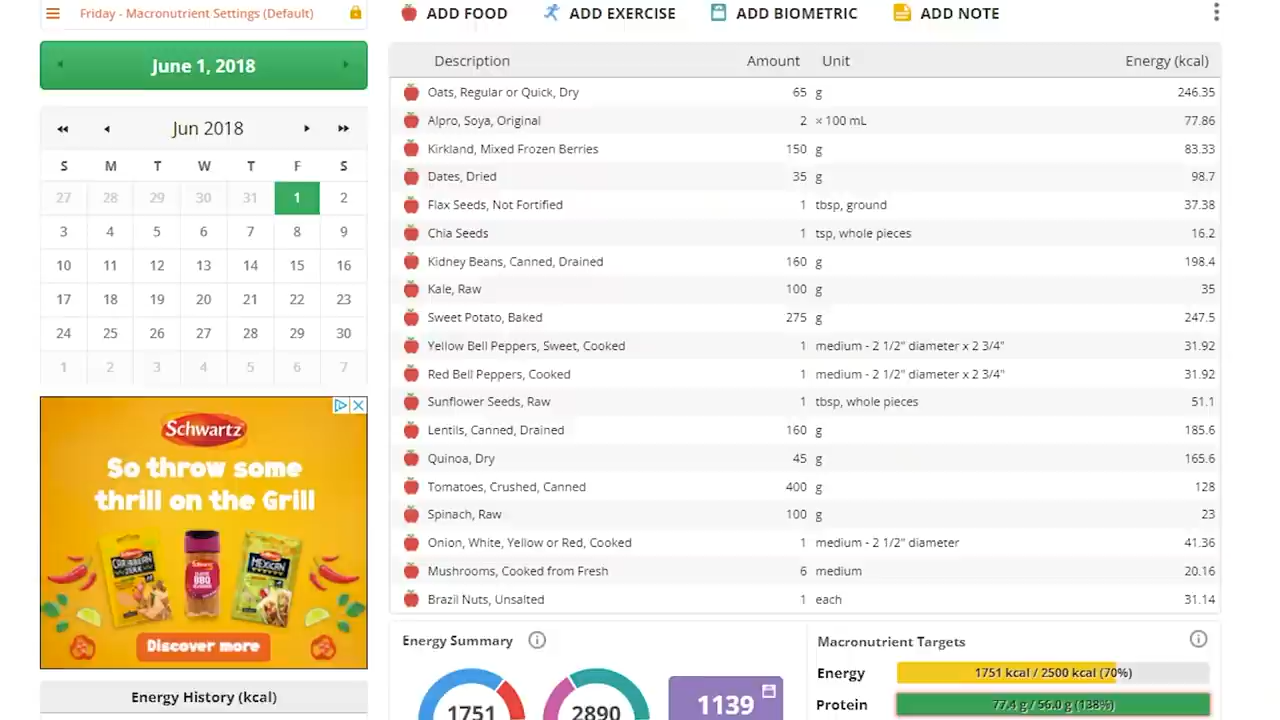 Friday - Macronutrient Settings (Default)
ADD FOOD ADD EXERCISE ADD BIOMETRIC ADD NOTE
June 1, 2018
Jun 2018
S M T W T F S
27 28 29 30 31 1 2
3 4 5 6 7 8 9
10 11 12 13 14 15 16
17 18 19 20 21 22 23
24 25 26 27 28 29 30
1 2 3 4 5 6 7
Schwartz
So throw some
thrill on the Grill
CARIBBEAN JERK
BBQ
MEXICAN
Discover more
Energy History (kcal)
Description Amount Unit Energy (kcal)
Oats, Regular or Quick, Dry 65 g 246.35
Alpro, Soya, Original 2 × 100 mL 77.86
Kirkland, Mixed Frozen Berries 150 g 83.33
Dates, Dried 35 g 98.7
Flax Seeds, Not Fortified 1 tbsp, ground 37.38
Chia Seeds 1 tsp, whole pieces 16.2
Kidney Beans, Canned, Drained 160 g 198.4
Kale, Raw 100 g 35
Sweet Potato, Baked 275 g 247.5
Yellow Bell Peppers, Sweet, Cooked 1 medium - 2 1/2" diameter x 2 3/4" 31.92
Red Bell Peppers, Cooked 1 medium - 2 1/2" diameter x 2 3/4" 31.92
Sunflower Seeds, Raw 1 tbsp, whole pieces 51.1
Lentils, Canned, Drained 160 g 185.6
Quinoa, Dry 45 g 165.6
Tomatoes, Crushed, Canned 400 g 128
Spinach, Raw 100 g 23
Onion, White, Yellow or Red, Cooked 1 medium - 2 1/2" diameter 41.36
Mushrooms, Cooked from Fresh 6 medium 20.16
Brazil Nuts, Unsalted 1 each 31.14
Energy Summary
1751 2890 1139
Macronutrient Targets
Energy 1751 kcal / 2500 kcal (70%)
Protein 77.4 g / 56.0 g (138%)